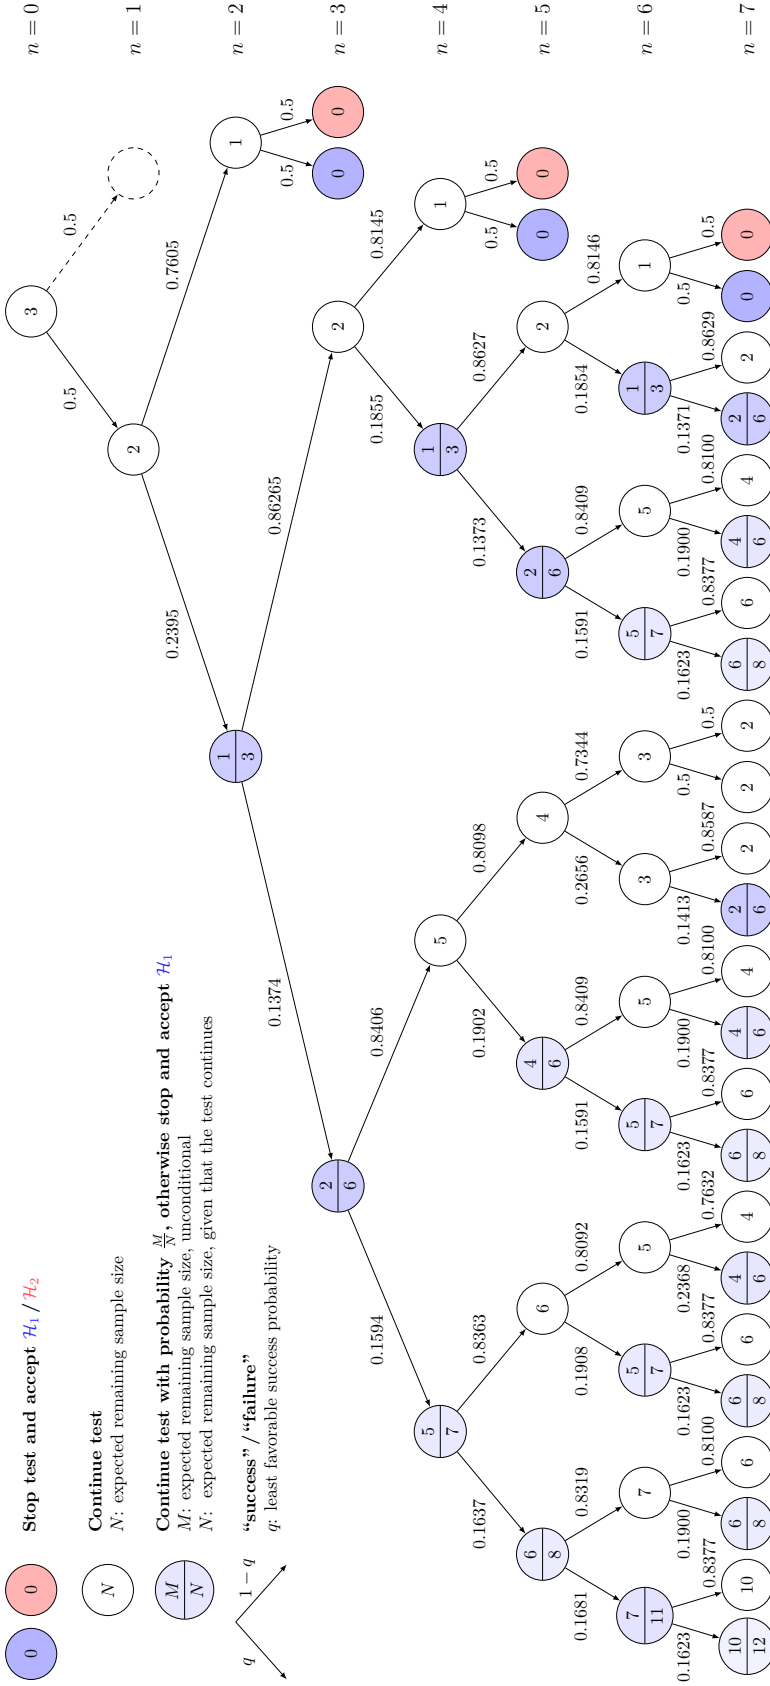 0 0 Stop test and accept ℋ₁ / ℋ₂
N Continue test
N: expected remaining sample size
M/N Continue test with probability M/N, otherwise stop and accept ℋ₁
M: expected remaining sample size, unconditional
N: expected remaining sample size, given that the test continues
q 1 − q "success" / "failure"
q: least favorable success probability
3 n = 0
0.5 0.5
2 n = 1
0.2395 0.7605
1/3 1 n = 2
0.1374 0.86265 0.5 0.5
2/6 2 0 0 n = 3
0.1594 0.8406 0.1855 0.8145
5/7 5 1/3 1 n = 4
0.1637 0.8363 0.1902 0.8098 0.1373 0.8627 0.5 0.5
6/8 6 4/6 4 2/6 2 0 0 n = 5
0.1681 0.8319 0.1908 0.8092 0.1591 0.8409 0.2656 0.7344 0.1591 0.8409 0.1854 0.8146
7/11 7 5/7 5 5/7 5 3 3 5/7 5 1/3 1 n = 6
0.1623 0.8377 0.1900 0.8100 0.1623 0.8377 0.2368 0.7632 0.1623 0.8377 0.1900 0.8100 0.1413 0.8587 0.5 0.5 0.1623 0.8377 0.1900 0.8100 0.1371 0.8629 0.5 0.5
10/12 10 6/8 6 6/8 6 4/6 4 6/8 6 4/6 4 2/6 2 2 2 6/8 6 4/6 4 2/6 2 0 0 n = 7